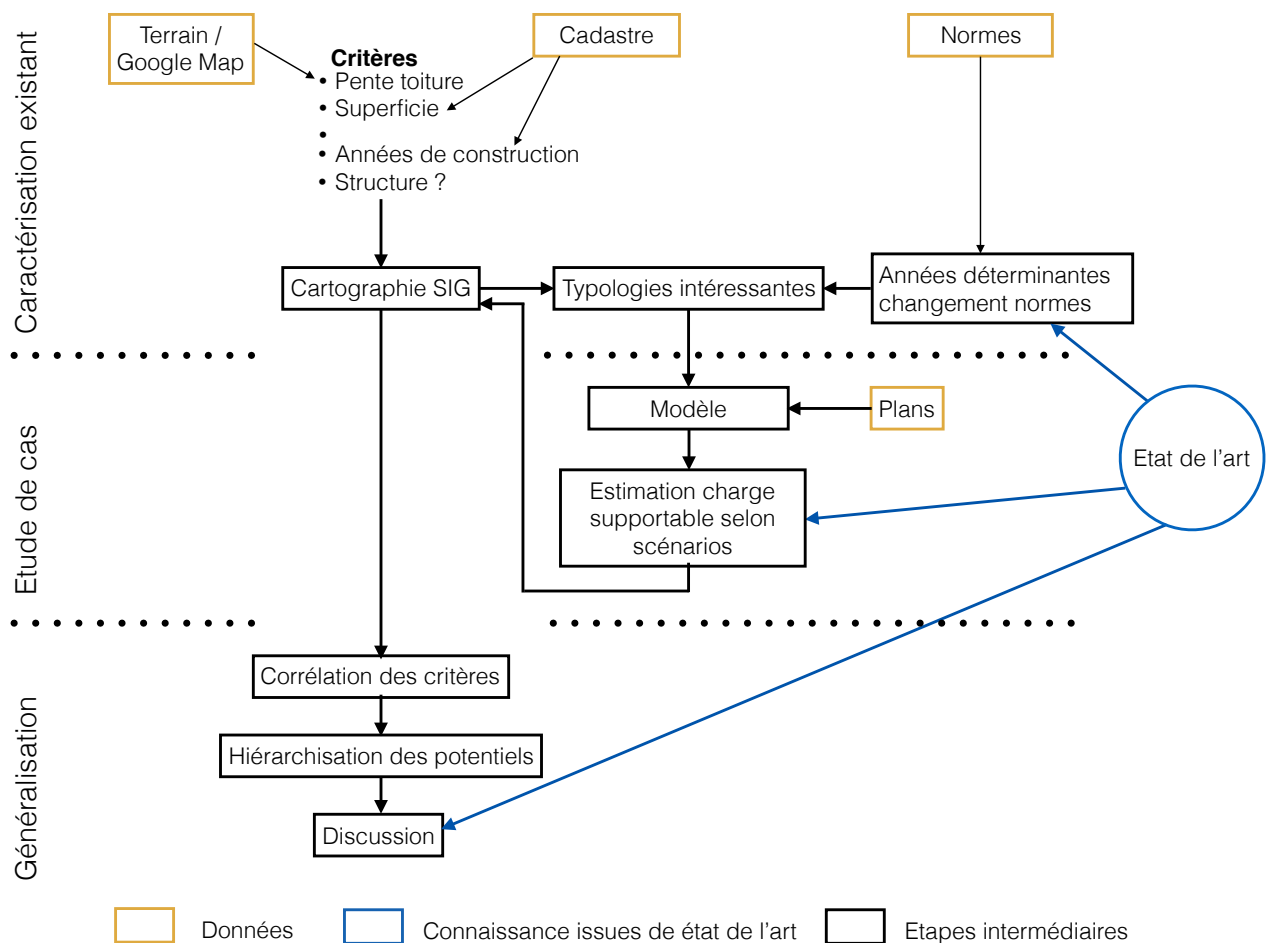 Caractérisation existant
Terrain /
Google Map
Critères
• Pente toiture
• Superficie
•
• Années de construction
• Structure ?
Cadastre
Normes
Cartographie SIG
Typologies intéressantes
Années déterminantes
changement normes
Etude de cas
Modèle
Plans
Estimation charge
supportable selon
scénarios
Etat de l'art
Généralisation
Corrélation des critères
Hiérarchisation des potentiels
Discussion
Données
Connaissance issues de état de l'art
Etapes intermédiaires